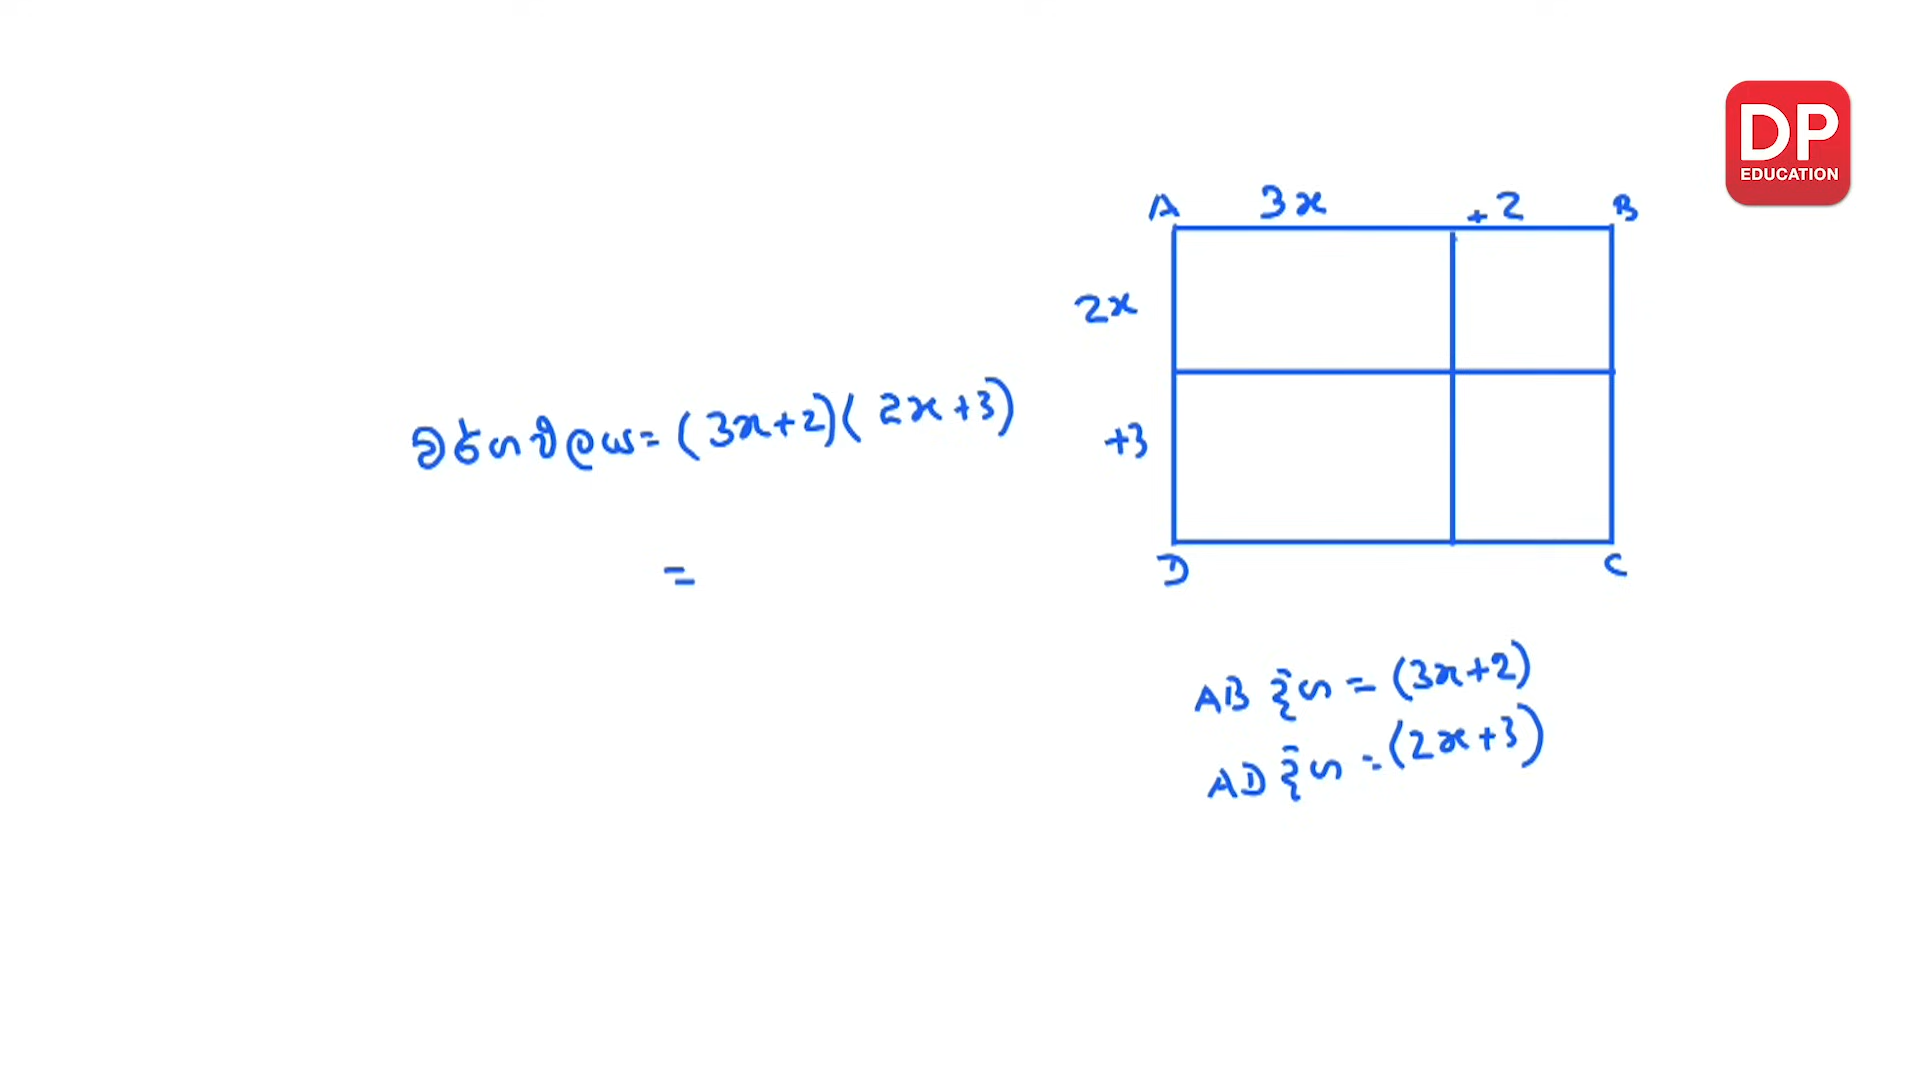 DP
EDUCATION
A 3x +2 B
2x
වර්ගඵලය = (3x+2)(2x+3)
+3
=
D C
AB දිග = (3x+2)
AD දිග = (2x+3)